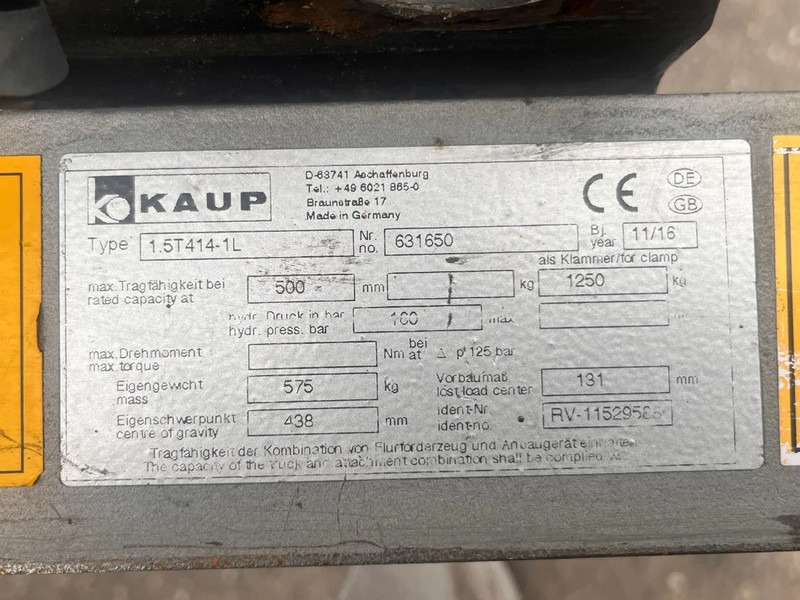 KAUP
D-63741 Aschaffenburg
Tel.: +49 6021 865-0
Braunstraße 17
Made in Germany
CE
DE
GB
Type 1.5T414-1L Nr. no. 631650 Bj. year 11/16
als Klammer/for clamp
max. Tragfähigkeit bei 500 mm kg 1250 kg
rated capacity at
hydr. Druck in bar 160 max
hydr. press. bar
max. Drehmoment Nm bei Δ p* 125 bar
max torque at
Eigengewicht 575 kg Vorbaumaß 131 mm
mass lost load center
Eigenschwerpunkt 438 mm ident-Nr
centre of gravity ident-no.
Tragfähigkeit der Kombination von Flurförderzeug und Anbaugerät
The capacity of the truck and attachment combination shall be complied